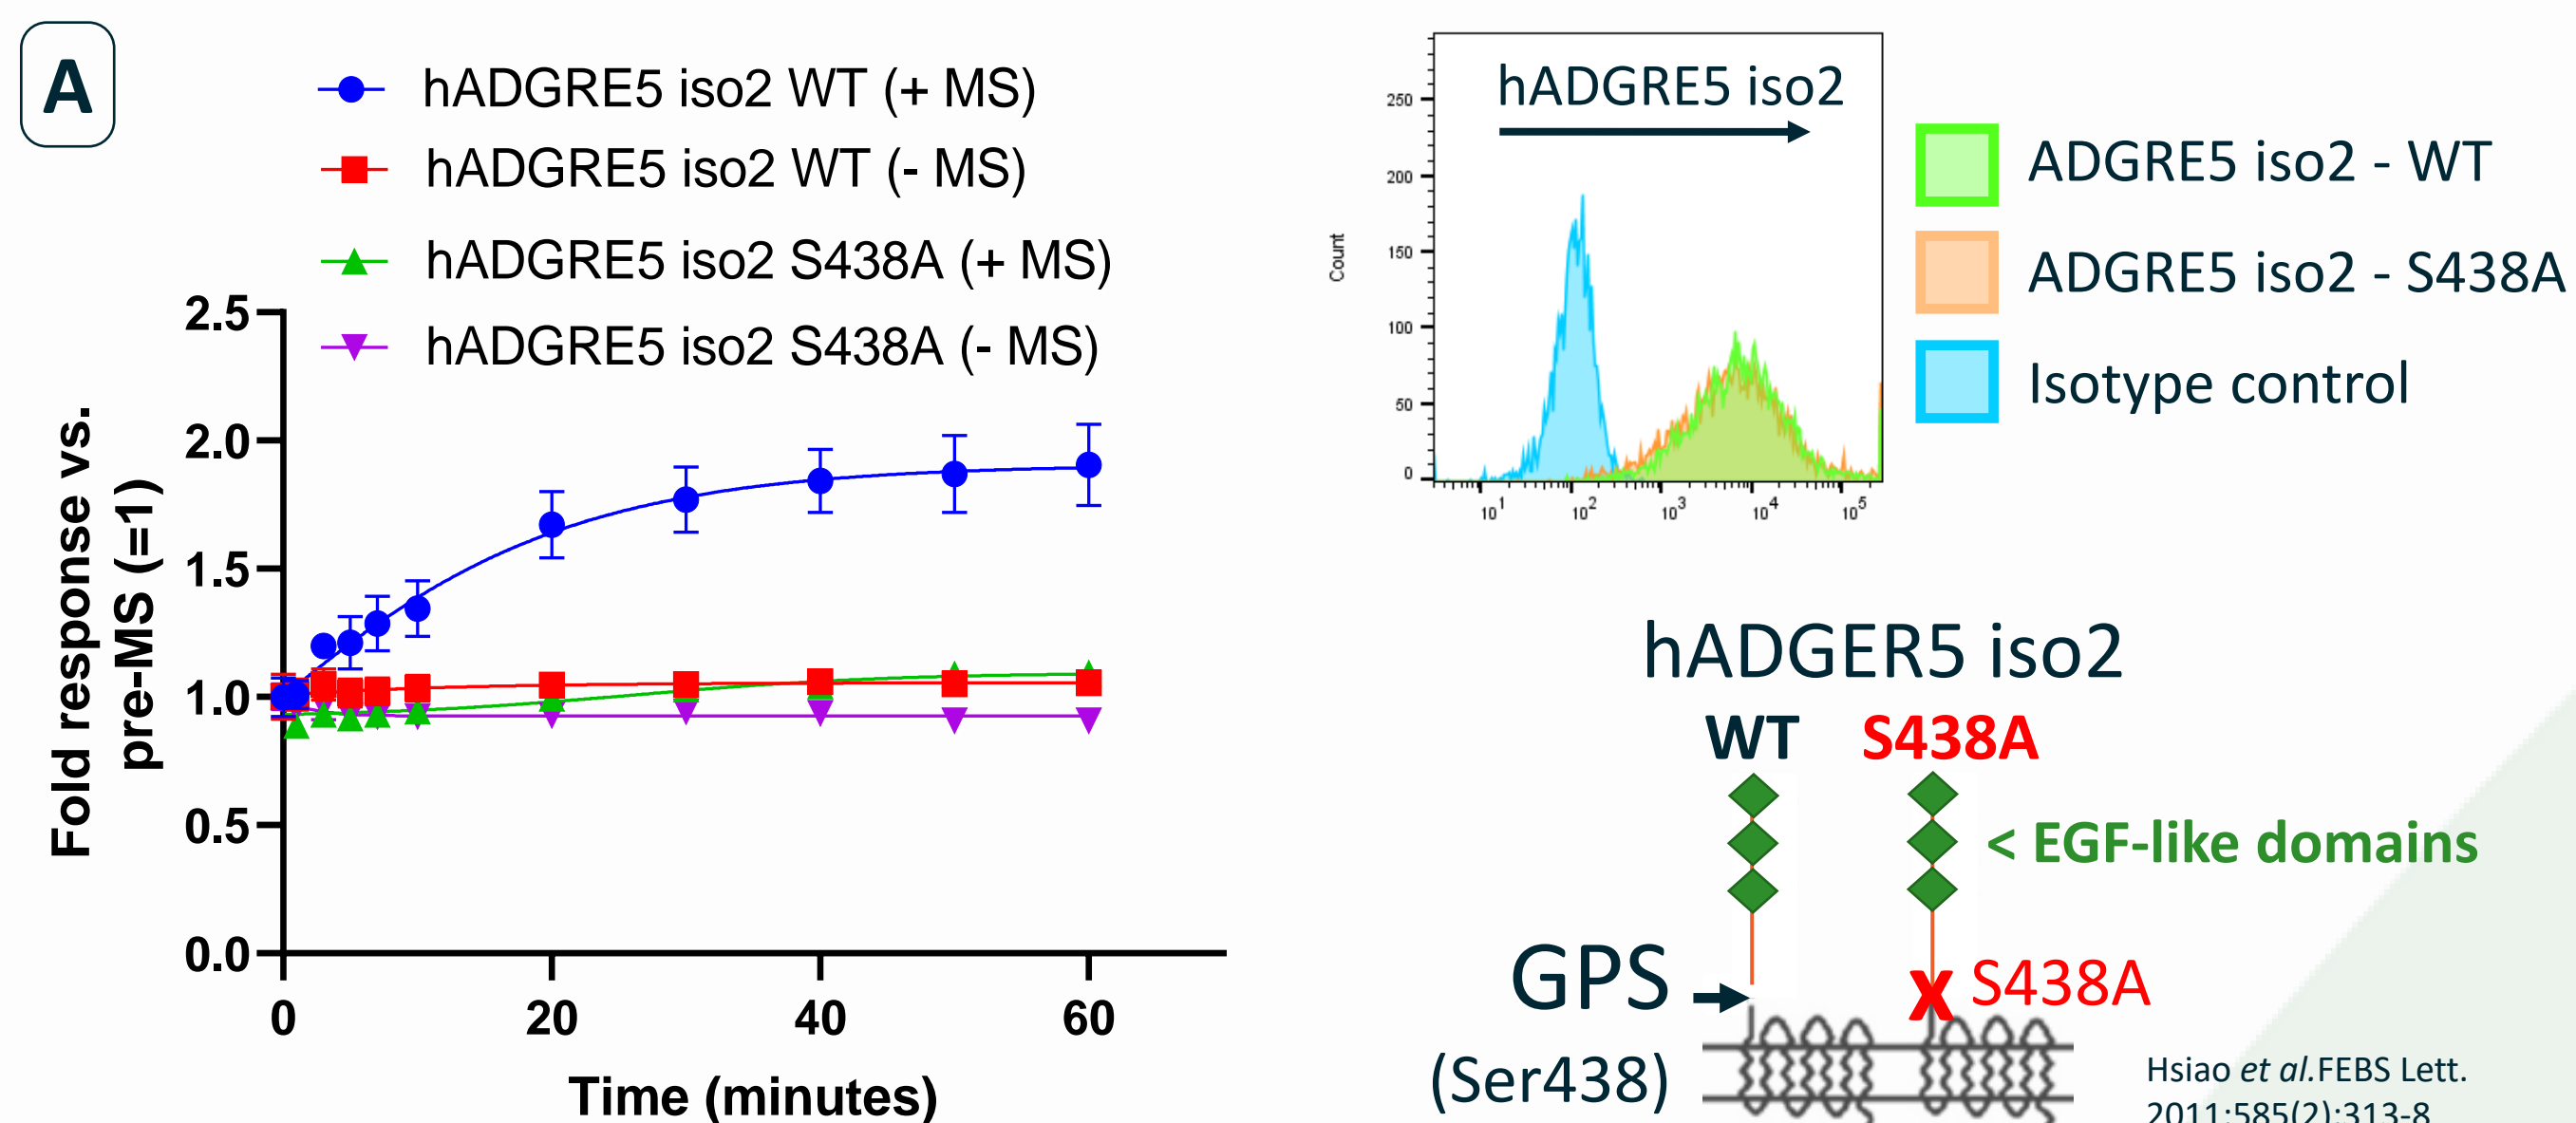 A
hADGRE5 iso2 WT (+ MS)
hADGRE5 iso2 WT (- MS)
hADGRE5 iso2 S438A (+ MS)
hADGRE5 iso2 S438A (- MS)
Fold response vs.
pre-MS (=1)
2.5
2.0
1.5
1.0
0.5
0.0
0
20
40
60
Time (minutes)
hADGRE5 iso2
Count
250
200
150
100
50
0
10^1
10^2
10^3
10^4
10^5
ADGRE5 iso2 - WT
ADGRE5 iso2 - S438A
Isotype control
hADGER5 iso2
WT
S438A
< EGF-like domains
GPS
(Ser438)
X S438A
Hsiao et al.FEBS Lett.
2011;585(2):313-8